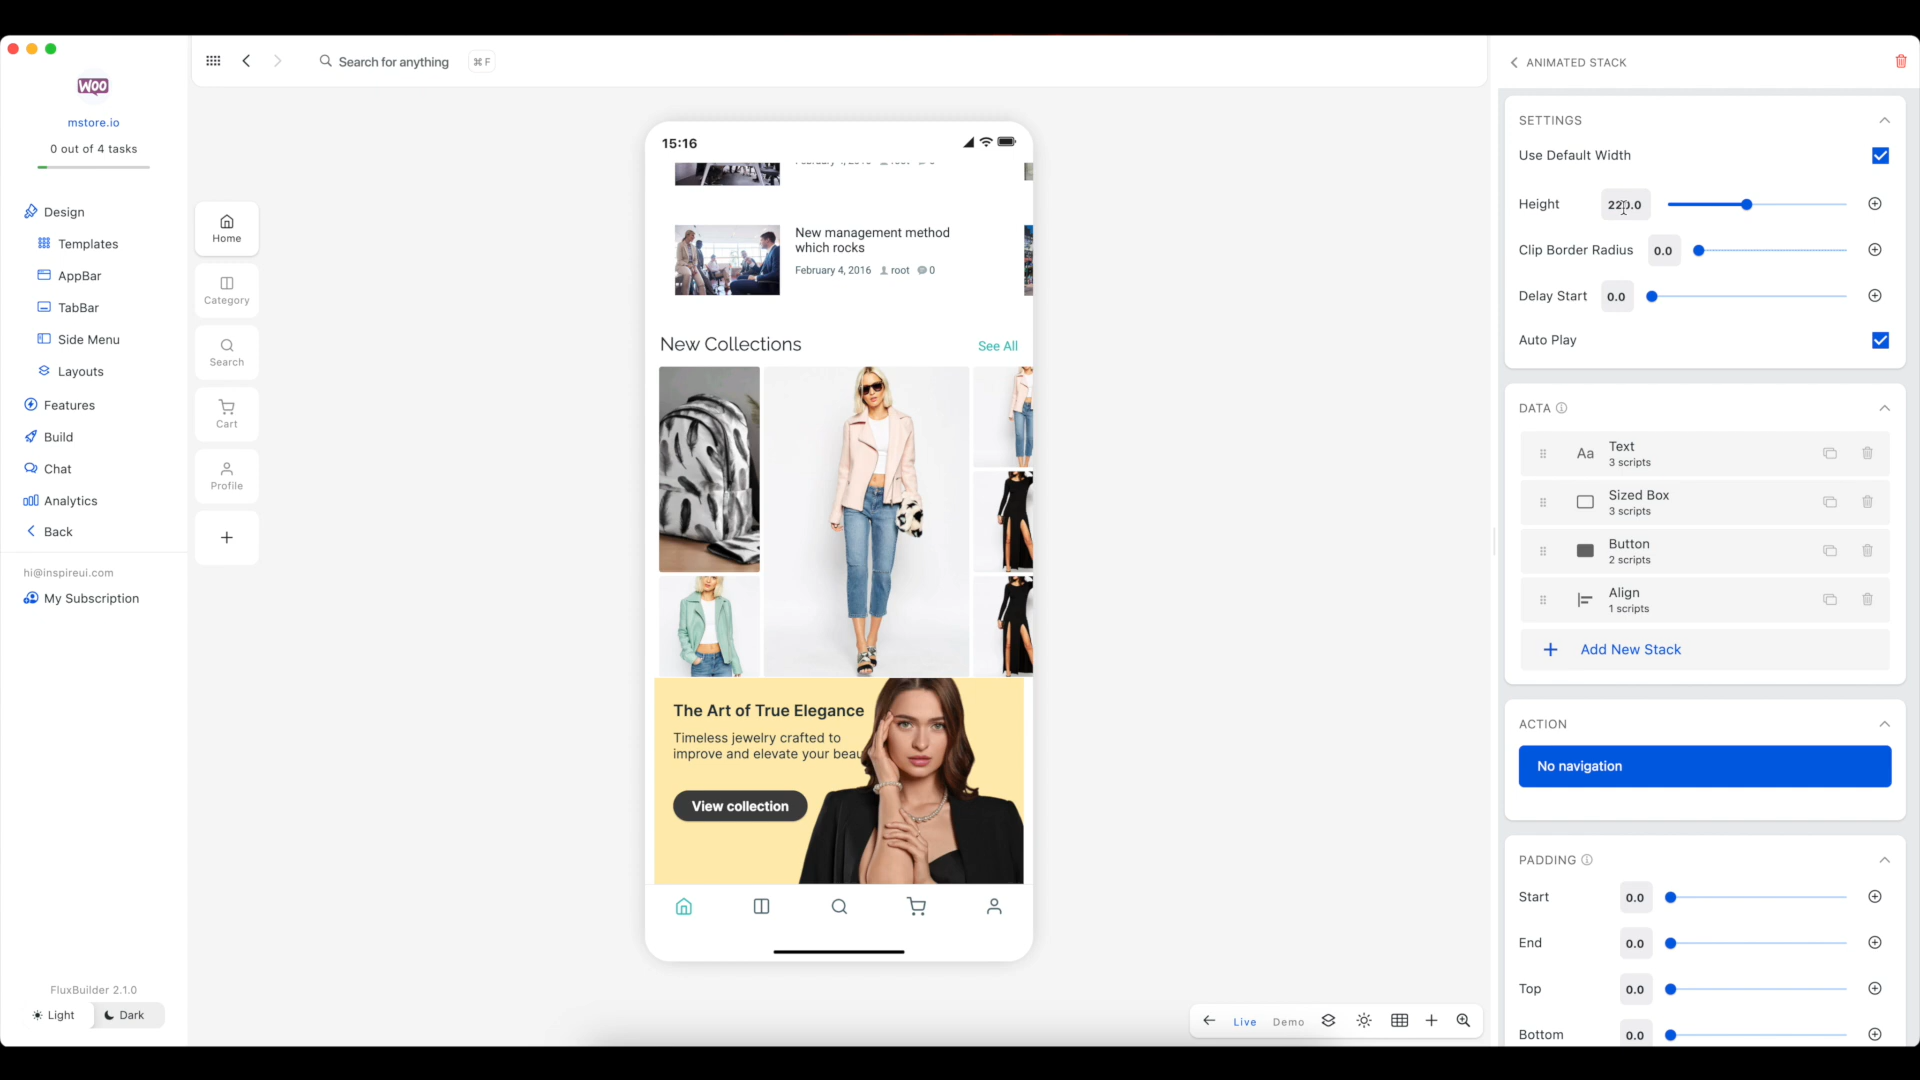 WOO
mstore.io
0 out of 4 tasks
Design
Templates
AppBar
TabBar
Side Menu
Layouts
Features
Build
Chat
Analytics
Back
hi@inspireui.com
My Subscription
FluxBuilder 2.1.0
Light
Dark
Search for anything
⌘ F
Home
Category
Search
Cart
Profile
15:16
New management method
which rocks
February 4, 2016 root 0
New Collections
See All
The Art of True Elegance
Timeless jewelry crafted to
improve and elevate your beau
View collection
Live
Demo
ANIMATED STACK
SETTINGS
Use Default Width
Height 220.0
Clip Border Radius 0.0
Delay Start 0.0
Auto Play
DATA
Aa
Text
3 scripts
Sized Box
3 scripts
Button
2 scripts
Align
1 scripts
Add New Stack
ACTION
No navigation
PADDING
Start 0.0
End 0.0
Top 0.0
Bottom 0.0